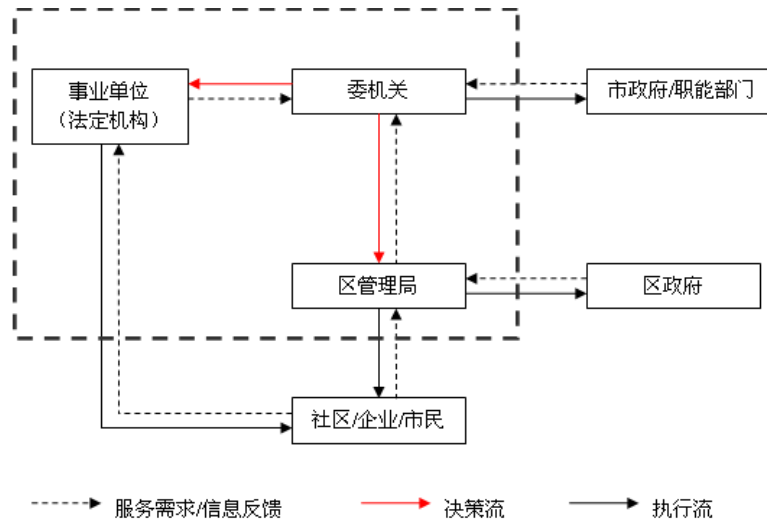 事业单位
（法定机构）
委机关
市政府/职能部门
区管理局
区政府
社区/企业/市民
服务需求/信息反馈
决策流
执行流